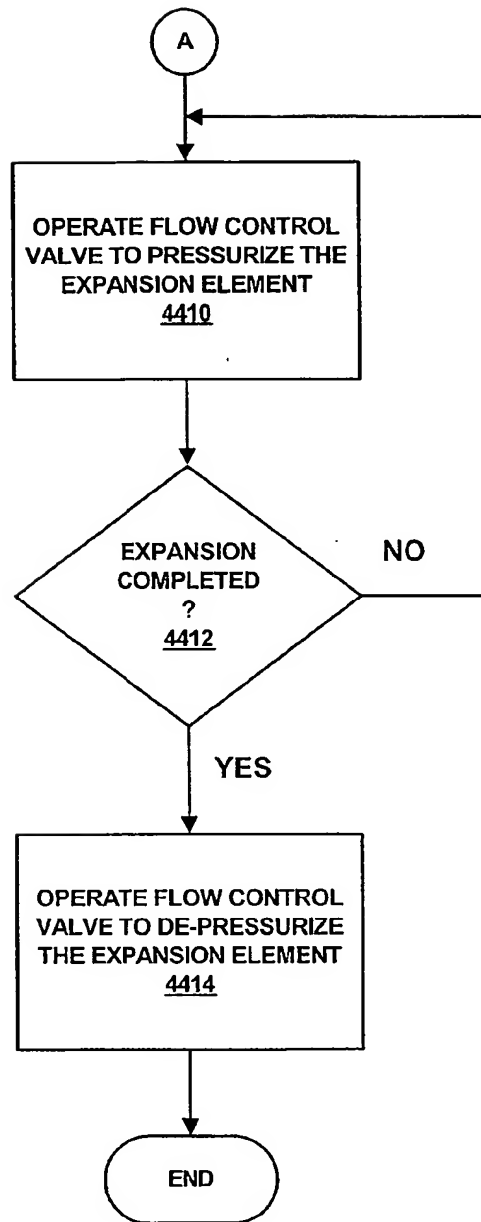 A
OPERATE FLOW CONTROL
VALVE TO PRESSURIZE THE
EXPANSION ELEMENT
4410
EXPANSION
COMPLETED
?
4412
NO
YES
OPERATE FLOW CONTROL
VALVE TO DE-PRESSURIZE
THE EXPANSION ELEMENT
4414
END